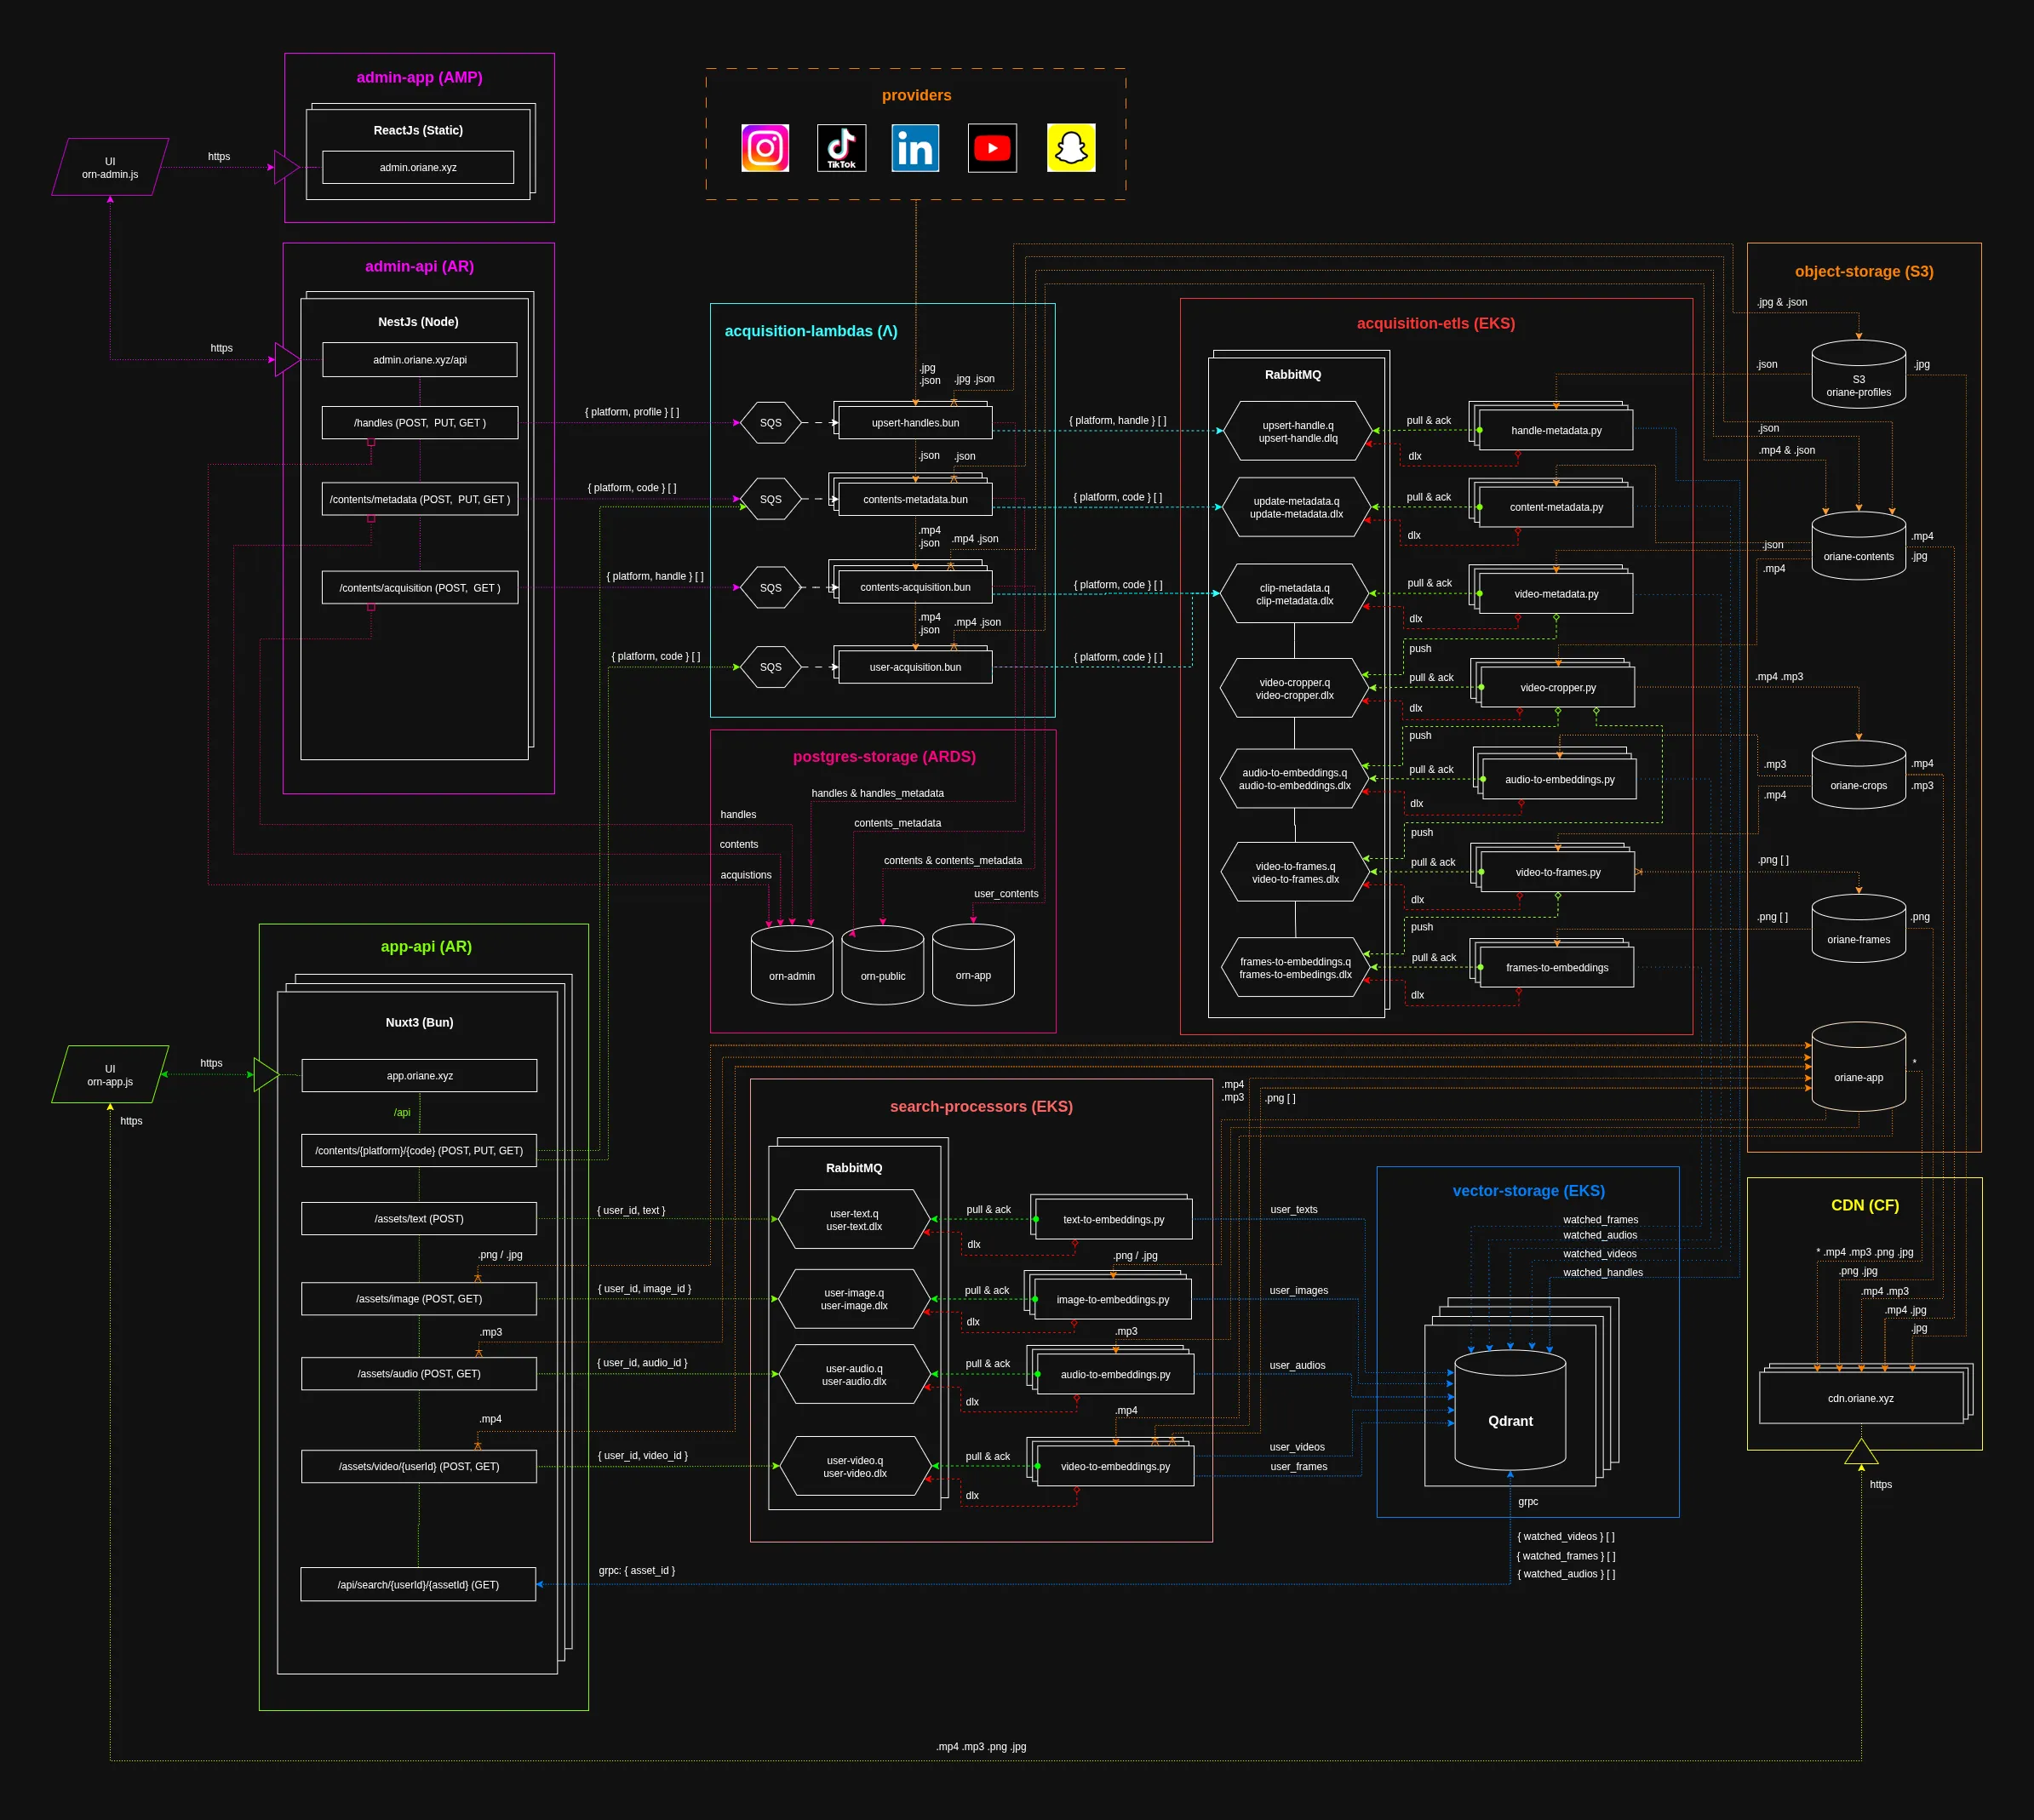 admin-app (AMP)
ReactJs (Static)
admin.oriane.xyz
UI
orn-admin.js
https
providers
TikTok
in
admin-api (AR)
NestJs (Node)
https
admin.oriane.xyz/api
/handles (POST,  PUT, GET )
/contents/metadata (POST,  PUT, GET )
/contents/acquisition (POST,  GET )
{ platform, profile } [ ]
{ platform, code } [ ]
{ platform, handle } [ ]
{ platform, code } [ ]
acquisition-lambdas (Λ)
.jpg
.json
.jpg .json
SQS
upsert-handles.bun
.json
.json
SQS
contents-metadata.bun
.mp4
.json
.mp4 .json
SQS
contents-acquisition.bun
.mp4
.json
.mp4 .json
SQS
user-acquisition.bun
{ platform, handle } [ ]
{ platform, code } [ ]
{ platform, code } [ ]
{ platform, code } [ ]
acquisition-etls (EKS)
RabbitMQ
upsert-handle.q
upsert-handle.dlq
pull & ack
dlx
handle-metadata.py
update-metadata.q
update-metadata.dlx
pull & ack
dlx
content-metadata.py
clip-metadata.q
clip-metadata.dlx
pull & ack
dlx
video-metadata.py
push
video-cropper.q
video-cropper.dlx
pull & ack
dlx
video-cropper.py
push
audio-to-embeddings.q
audio-to-embeddings.dlx
pull & ack
dlx
audio-to-embeddings.py
push
video-to-frames.q
video-to-frames.dlx
pull & ack
dlx
video-to-frames.py
push
frames-to-embeddings.q
frames-to-embedings.dlx
pull & ack
dlx
frames-to-embeddings
object-storage (S3)
.jpg & .json
.json
S3
oriane-profiles
.jpg
.json
.mp4 & .json
oriane-contents
.json
.mp4
.mp4
.jpg
.mp4 .mp3
oriane-crops
.mp3
.mp4
.mp4
.mp3
.png [ ]
.png [ ]
oriane-frames
.png
oriane-app
*
postgres-storage (ARDS)
handles & handles_metadata
handles
contents_metadata
contents
contents & contents_metadata
acquistions
user_contents
orn-admin
orn-public
orn-app
app-api (AR)
Nuxt3 (Bun)
UI
orn-app.js
https
https
app.oriane.xyz
/api
/contents/{platform}/{code} (POST, PUT, GET)
/assets/text (POST)
.png / .jpg
/assets/image (POST, GET)
.mp3
/assets/audio (POST, GET)
.mp4
/assets/video/{userId} (POST, GET)
/api/search/{userId}/{assetId} (GET)
{ user_id, text }
{ user_id, image_id }
{ user_id, audio_id }
{ user_id, video_id }
grpc: { asset_id }
search-processors (EKS)
.mp4
.mp3
.png [ ]
RabbitMQ
user-text.q
user-text.dlx
pull & ack
dlx
text-to-embeddings.py
user_texts
.png / .jpg
user-image.q
user-image.dlx
pull & ack
dlx
image-to-embeddings.py
user_images
.mp3
user-audio.q
user-audio.dlx
pull & ack
dlx
audio-to-embeddings.py
user_audios
.mp4
user-video.q
user-video.dlx
pull & ack
dlx
video-to-embeddings.py
user_videos
user_frames
vector-storage (EKS)
watched_frames
watched_audios
watched_videos
watched_handles
Qdrant
grpc
{ watched_videos } [ ]
{ watched_frames } [ ]
{ watched_audios } [ ]
CDN (CF)
* .mp4 .mp3 .png .jpg
.png .jpg
.mp4 .mp3
.mp4 .jpg
.jpg
cdn.oriane.xyz
https
.mp4 .mp3 .png .jpg